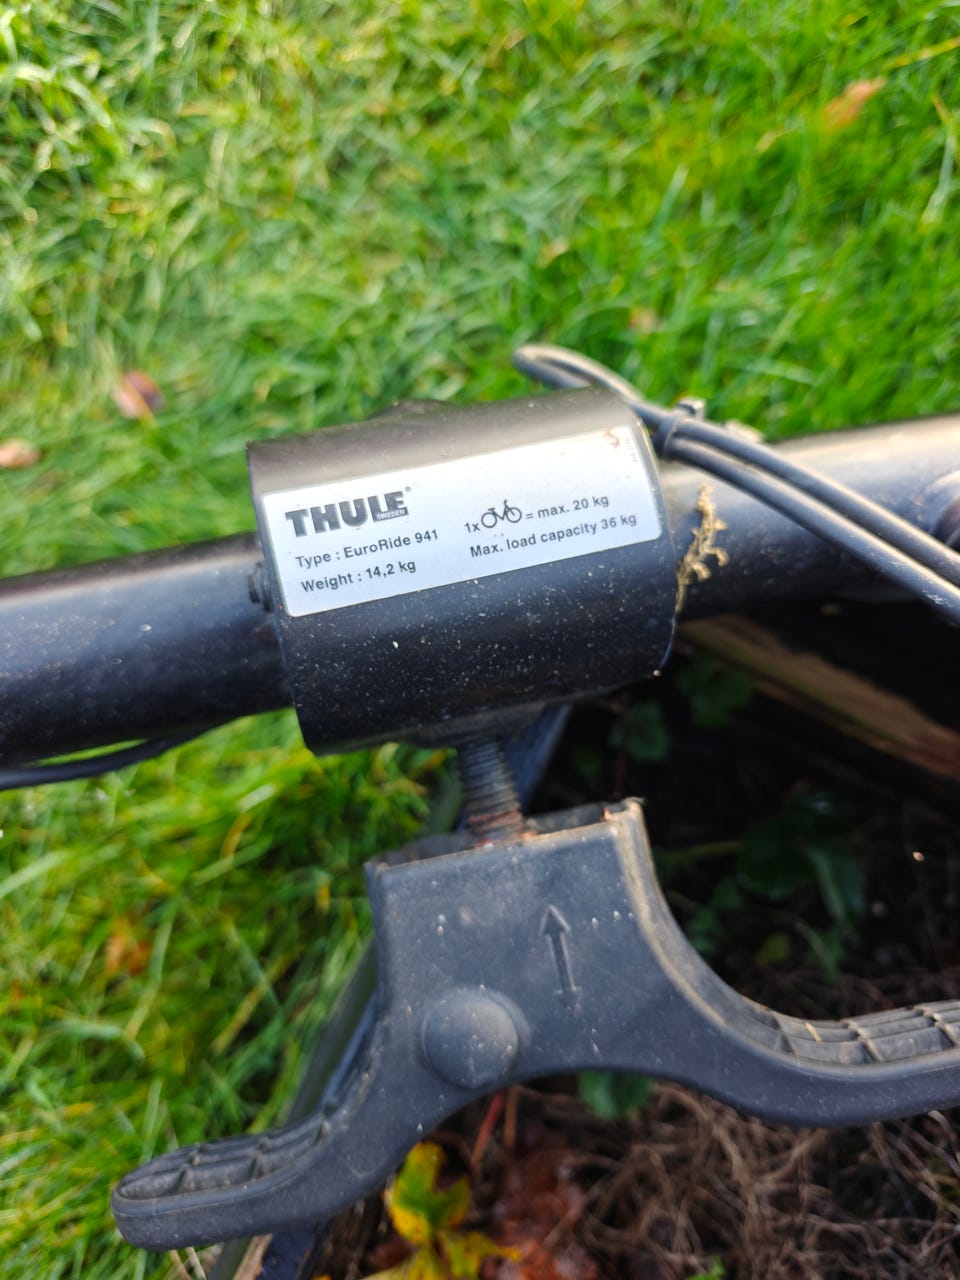 THULE
SWEDEN
Type : EuroRide 941
Weight : 14,2 kg
1x = max. 20 kg
Max. load capacity 36 kg